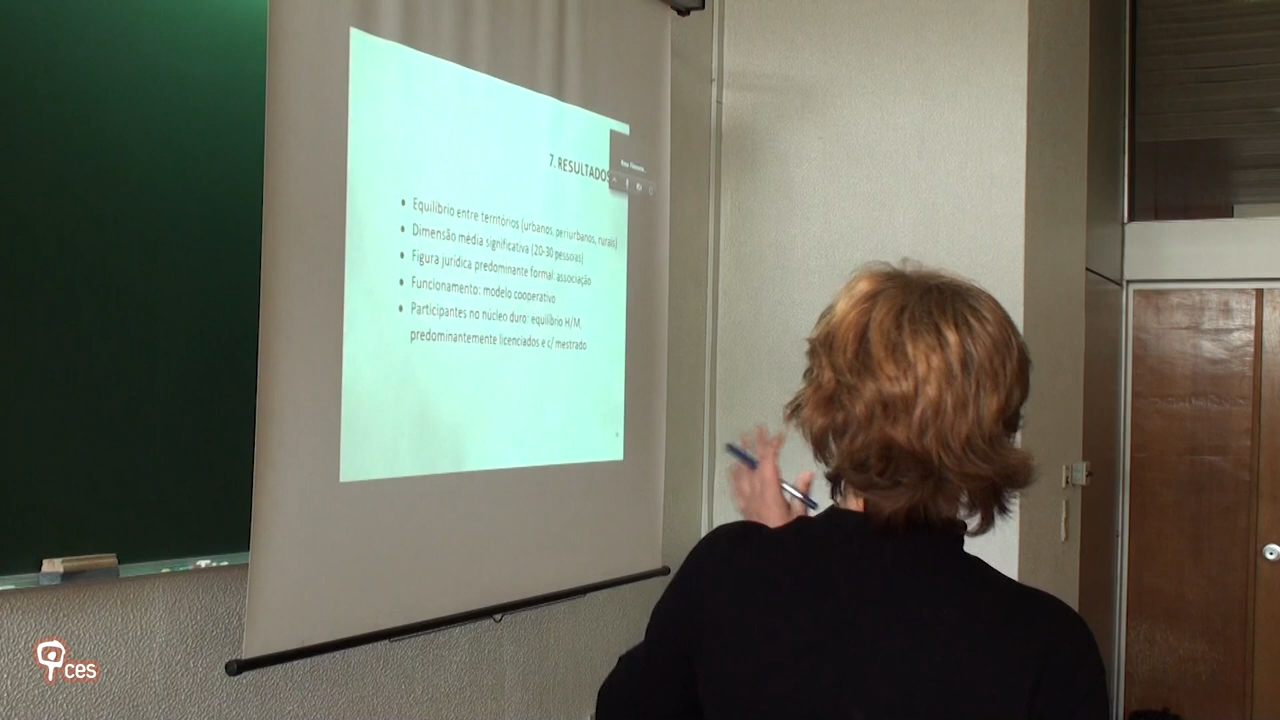 7. RESULTADOS
• Equilíbrio entre territórios (urbanos, periurbanos, rurais)
• Dimensão média significativa (20-30 pessoas)
• Figura jurídica predominante formal: associação
• Funcionamento: modelo cooperativo
• Participantes no núcleo duro: equilíbrio H/M,
predominantemente licenciados e c/ mestrado
ces